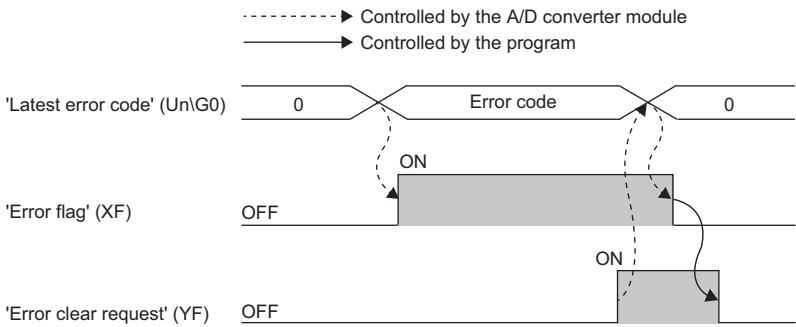 Controlled by the A/D converter module
Controlled by the program
'Latest error code' (Un\G0) 0 Error code 0
ON
'Error flag' (XF) OFF
ON
'Error clear request' (YF) OFF